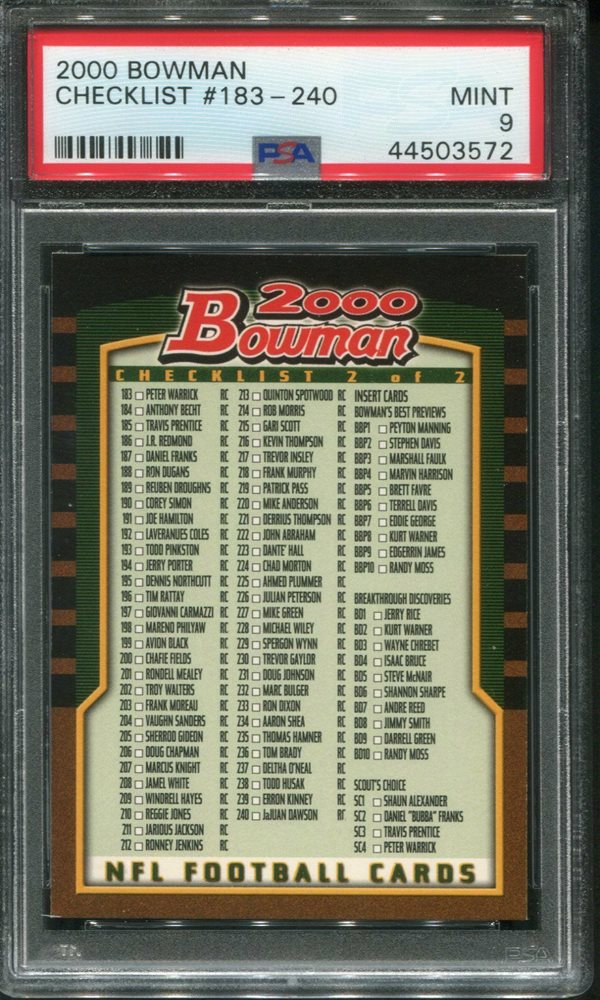 2000 BOWMAN
CHECKLIST #183-240 MINT
9
PSA 44503572
2000
Bowman
CHECKLIST 2 of 2
183 PETER WARRICK RC
184 ANTHONY BECHT RC
185 TRAVIS PRENTICE RC
186 J.R. REDMOND RC
187 DANIEL FRANKS RC
188 RON DUGANS RC
189 REUBEN DROUGHNS RC
190 COREY SIMON RC
191 JOE HAMILTON RC
192 LAVERANUES COLES RC
193 TODD PINKSTON RC
194 JERRY PORTER RC
195 DENNIS NORTHCUTT RC
196 TIM RATTAY RC
197 GIOVANNI CARMAZZI RC
198 MARENO PHILYAW RC
199 AVION BLACK RC
200 CHAFIE FIELDS RC
201 RONDELL MEALEY RC
202 TROY WALTERS RC
203 FRANK MOREAU RC
204 VAUGHN SANDERS RC
205 SHERROD GIDEON RC
206 DOUG CHAPMAN RC
207 MARCUS KNIGHT RC
208 JAMEL WHITE RC
209 WINDRELL HAYES RC
210 REGGIE JONES RC
211 JARIOUS JACKSON RC
212 RONNEY JENKINS RC
213 QUINTON SPOTWOOD RC
214 ROB MORRIS RC
215 GARI SCOTT RC
216 KEVIN THOMPSON RC
217 TREVOR INSLEY RC
218 FRANK MURPHY RC
219 PATRICK PASS RC
220 MIKE ANDERSON RC
221 DERRIUS THOMPSON RC
222 JOHN ABRAHAM RC
223 DANTE' HALL RC
224 CHAD MORTON RC
225 AHMED PLUMMER RC
226 JULIAN PETERSON RC
227 MIKE GREEN RC
228 MICHAEL WILEY RC
229 SPERGON WYNN RC
230 TREVOR GAYLOR RC
231 DOUG JOHNSON RC
232 MARC BULGER RC
233 RON DIXON RC
234 AARON SHEA RC
235 THOMAS HAMNER RC
236 TOM BRADY RC
237 DELTHA O'NEAL RC
238 TODD HUSAK RC
239 ERRON KINNEY RC
240 JaJUAN DAWSON RC
INSERT CARDS
BOWMAN'S BEST PREVIEWS
BBP1 PEYTON MANNING
BBP2 STEPHEN DAVIS
BBP3 MARSHALL FAULK
BBP4 MARVIN HARRISON
BBP5 BRETT FAVRE
BBP6 TERRELL DAVIS
BBP7 EDDIE GEORGE
BBP8 KURT WARNER
BBP9 EDGERRIN JAMES
BBP10 RANDY MOSS
BREAKTHROUGH DISCOVERIES
BD1 JERRY RICE
BD2 KURT WARNER
BD3 WAYNE CHREBET
BD4 ISAAC BRUCE
BD5 STEVE McNAIR
BD6 SHANNON SHARPE
BD7 ANDRE REED
BD8 JIMMY SMITH
BD9 DARRELL GREEN
BD10 RANDY MOSS
SCOUT'S CHOICE
SC1 SHAUN ALEXANDER
SC2 DANIEL "BUBBA" FRANKS
SC3 TRAVIS PRENTICE
SC4 PETER WARRICK
NFL FOOTBALL CARDS
PSA